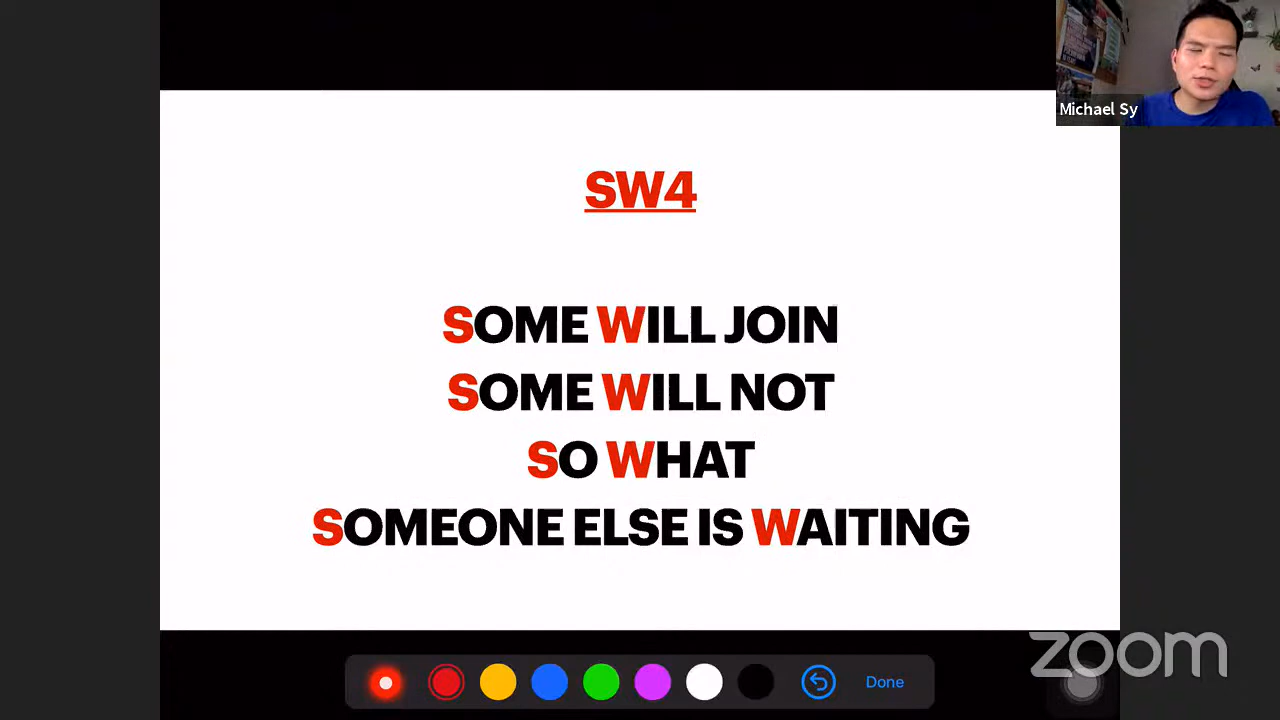 Michael Sy
SW4
SOME WILL JOIN
SOME WILL NOT
SO WHAT
SOMEONE ELSE IS WAITING
Done
zoom